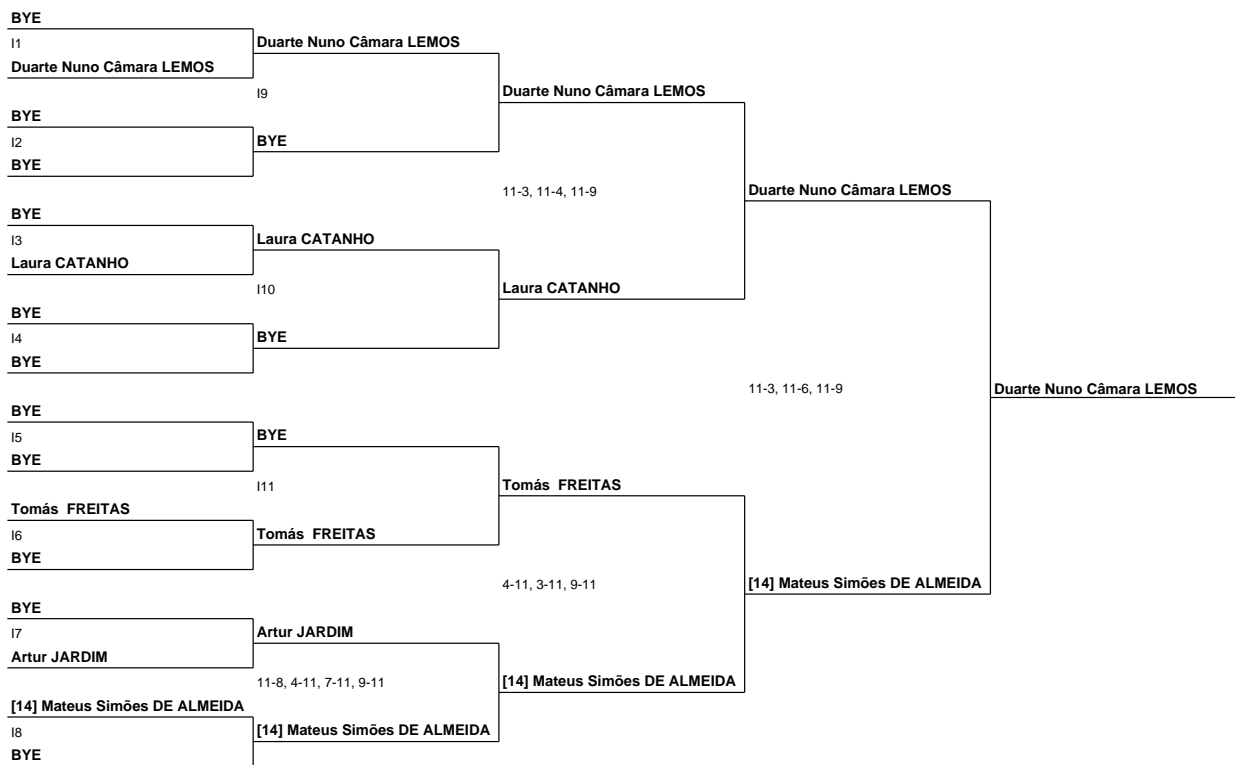 BYE
I1
Duarte Nuno Câmara LEMOS
BYE
I2
BYE
BYE
I3
Laura CATANHO
BYE
I4
BYE
BYE
I5
BYE
Tomás FREITAS
I6
BYE
BYE
I7
Artur JARDIM
[14] Mateus Simões DE ALMEIDA
I8
BYE
Duarte Nuno Câmara LEMOS
I9
BYE
Laura CATANHO
I10
BYE
BYE
I11
Tomás FREITAS
Artur JARDIM
11-8, 4-11, 7-11, 9-11
[14] Mateus Simões DE ALMEIDA
Duarte Nuno Câmara LEMOS
11-3, 11-4, 11-9
Laura CATANHO
Tomás FREITAS
4-11, 3-11, 9-11
[14] Mateus Simões DE ALMEIDA
Duarte Nuno Câmara LEMOS
11-3, 11-6, 11-9
[14] Mateus Simões DE ALMEIDA
Duarte Nuno Câmara LEMOS